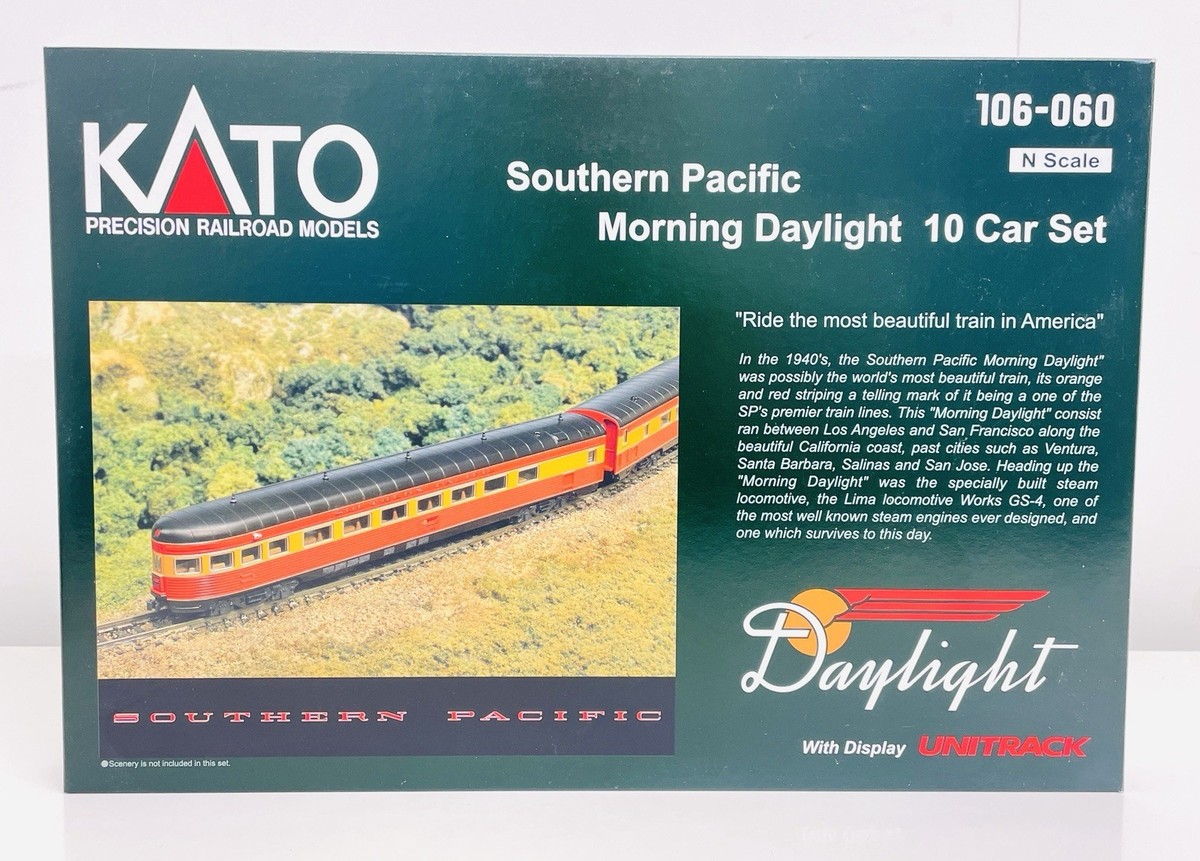 KATO
PRECISION RAILROAD MODELS
106-060
N Scale
Southern Pacific
Morning Daylight 10 Car Set
"Ride the most beautiful train in America"
In the 1940's, the Southern Pacific Morning Daylight"
was possibly the world's most beautiful train, its orange
and red striping a telling mark of it being a one of the
SP's premier train lines. This "Morning Daylight" consist
ran between Los Angeles and San Francisco along the
beautiful California coast, past cities such as Ventura,
Santa Barbara, Salinas and San Jose. Heading up the
"Morning Daylight" was the specially built steam
locomotive, the Lima locomotive Works GS-4, one of
the most well known steam engines ever designed, and
one which survives to this day.
Daylight
SOUTHERN PACIFIC
With Display UNITRACK
●Scenery is not included in this set.